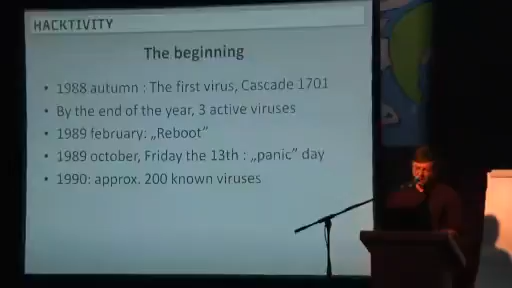 HACKTIVITY
The beginning
• 1988 autumn : The first virus, Cascade 1701
• By the end of the year, 3 active viruses
• 1989 february: „Reboot”
• 1989 october, Friday the 13th : „panic” day
• 1990: approx. 200 known viruses